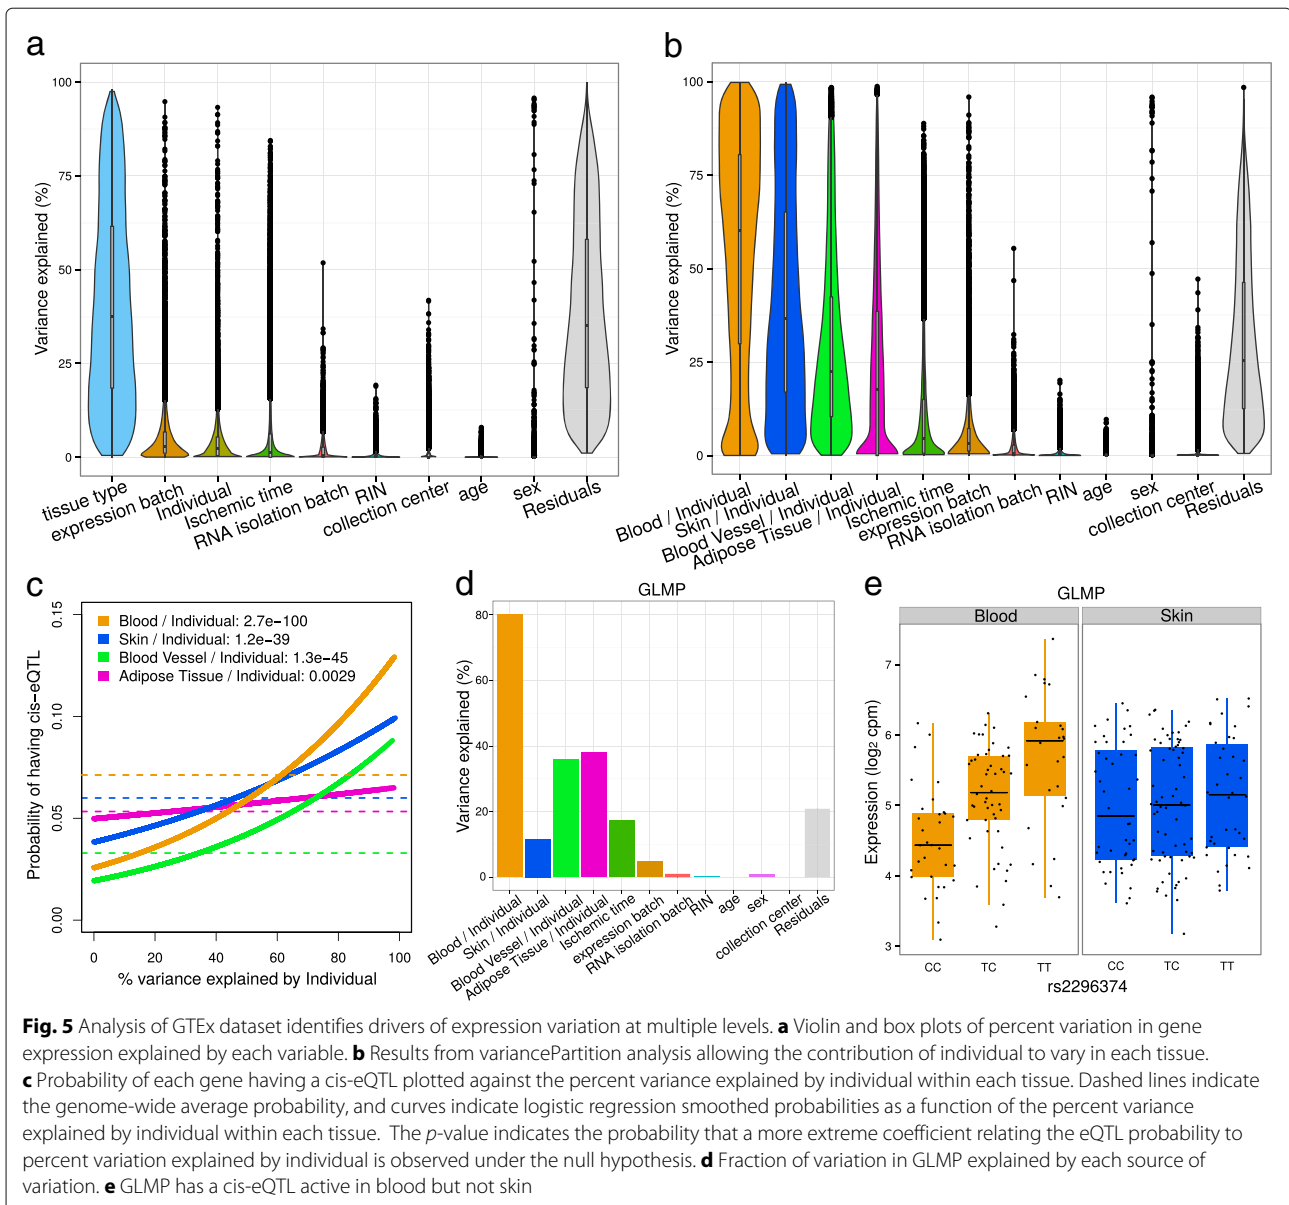 a
100
75
50
25
0
Variance explained (%)
tissue type
expression batch
Individual
Ischemic time
RNA isolation batch
RIN
collection center
age
sex
Residuals
b
100
75
50
25
0
Variance explained (%)
Blood / Individual
Skin / Individual
Blood Vessel / Individual
Adipose Tissue / Individual
Ischemic time
expression batch
RNA isolation batch
RIN
age
sex
collection center
Residuals
c
0.15
0.10
0.05
0.00
Probability of having cis−eQTL
Blood / Individual: 2.7e−100
Skin / Individual: 1.2e−39
Blood Vessel / Individual: 1.3e−45
Adipose Tissue / Individual: 0.0029
0 20 40 60 80 100
% variance explained by Individual
d
GLMP
80
60
40
20
0
Variance explained (%)
Blood / Individual
Skin / Individual
Blood Vessel / Individual
Adipose Tissue / Individual
Ischemic time
expression batch
RNA isolation batch
RIN
age
sex
collection center
Residuals
e
GLMP
Blood Skin
7
6
5
4
3
Expression (log₂ cpm)
CC TC TT CC TC TT
rs2296374
Fig. 5 Analysis of GTEx dataset identifies drivers of expression variation at multiple levels. a Violin and box plots of percent variation in gene
expression explained by each variable. b Results from variancePartition analysis allowing the contribution of individual to vary in each tissue.
c Probability of each gene having a cis-eQTL plotted against the percent variance explained by individual within each tissue. Dashed lines indicate
the genome-wide average probability, and curves indicate logistic regression smoothed probabilities as a function of the percent variance
explained by individual within each tissue. The p-value indicates the probability that a more extreme coefficient relating the eQTL probability to
percent variation explained by individual is observed under the null hypothesis. d Fraction of variation in GLMP explained by each source of
variation. e GLMP has a cis-eQTL active in blood but not skin